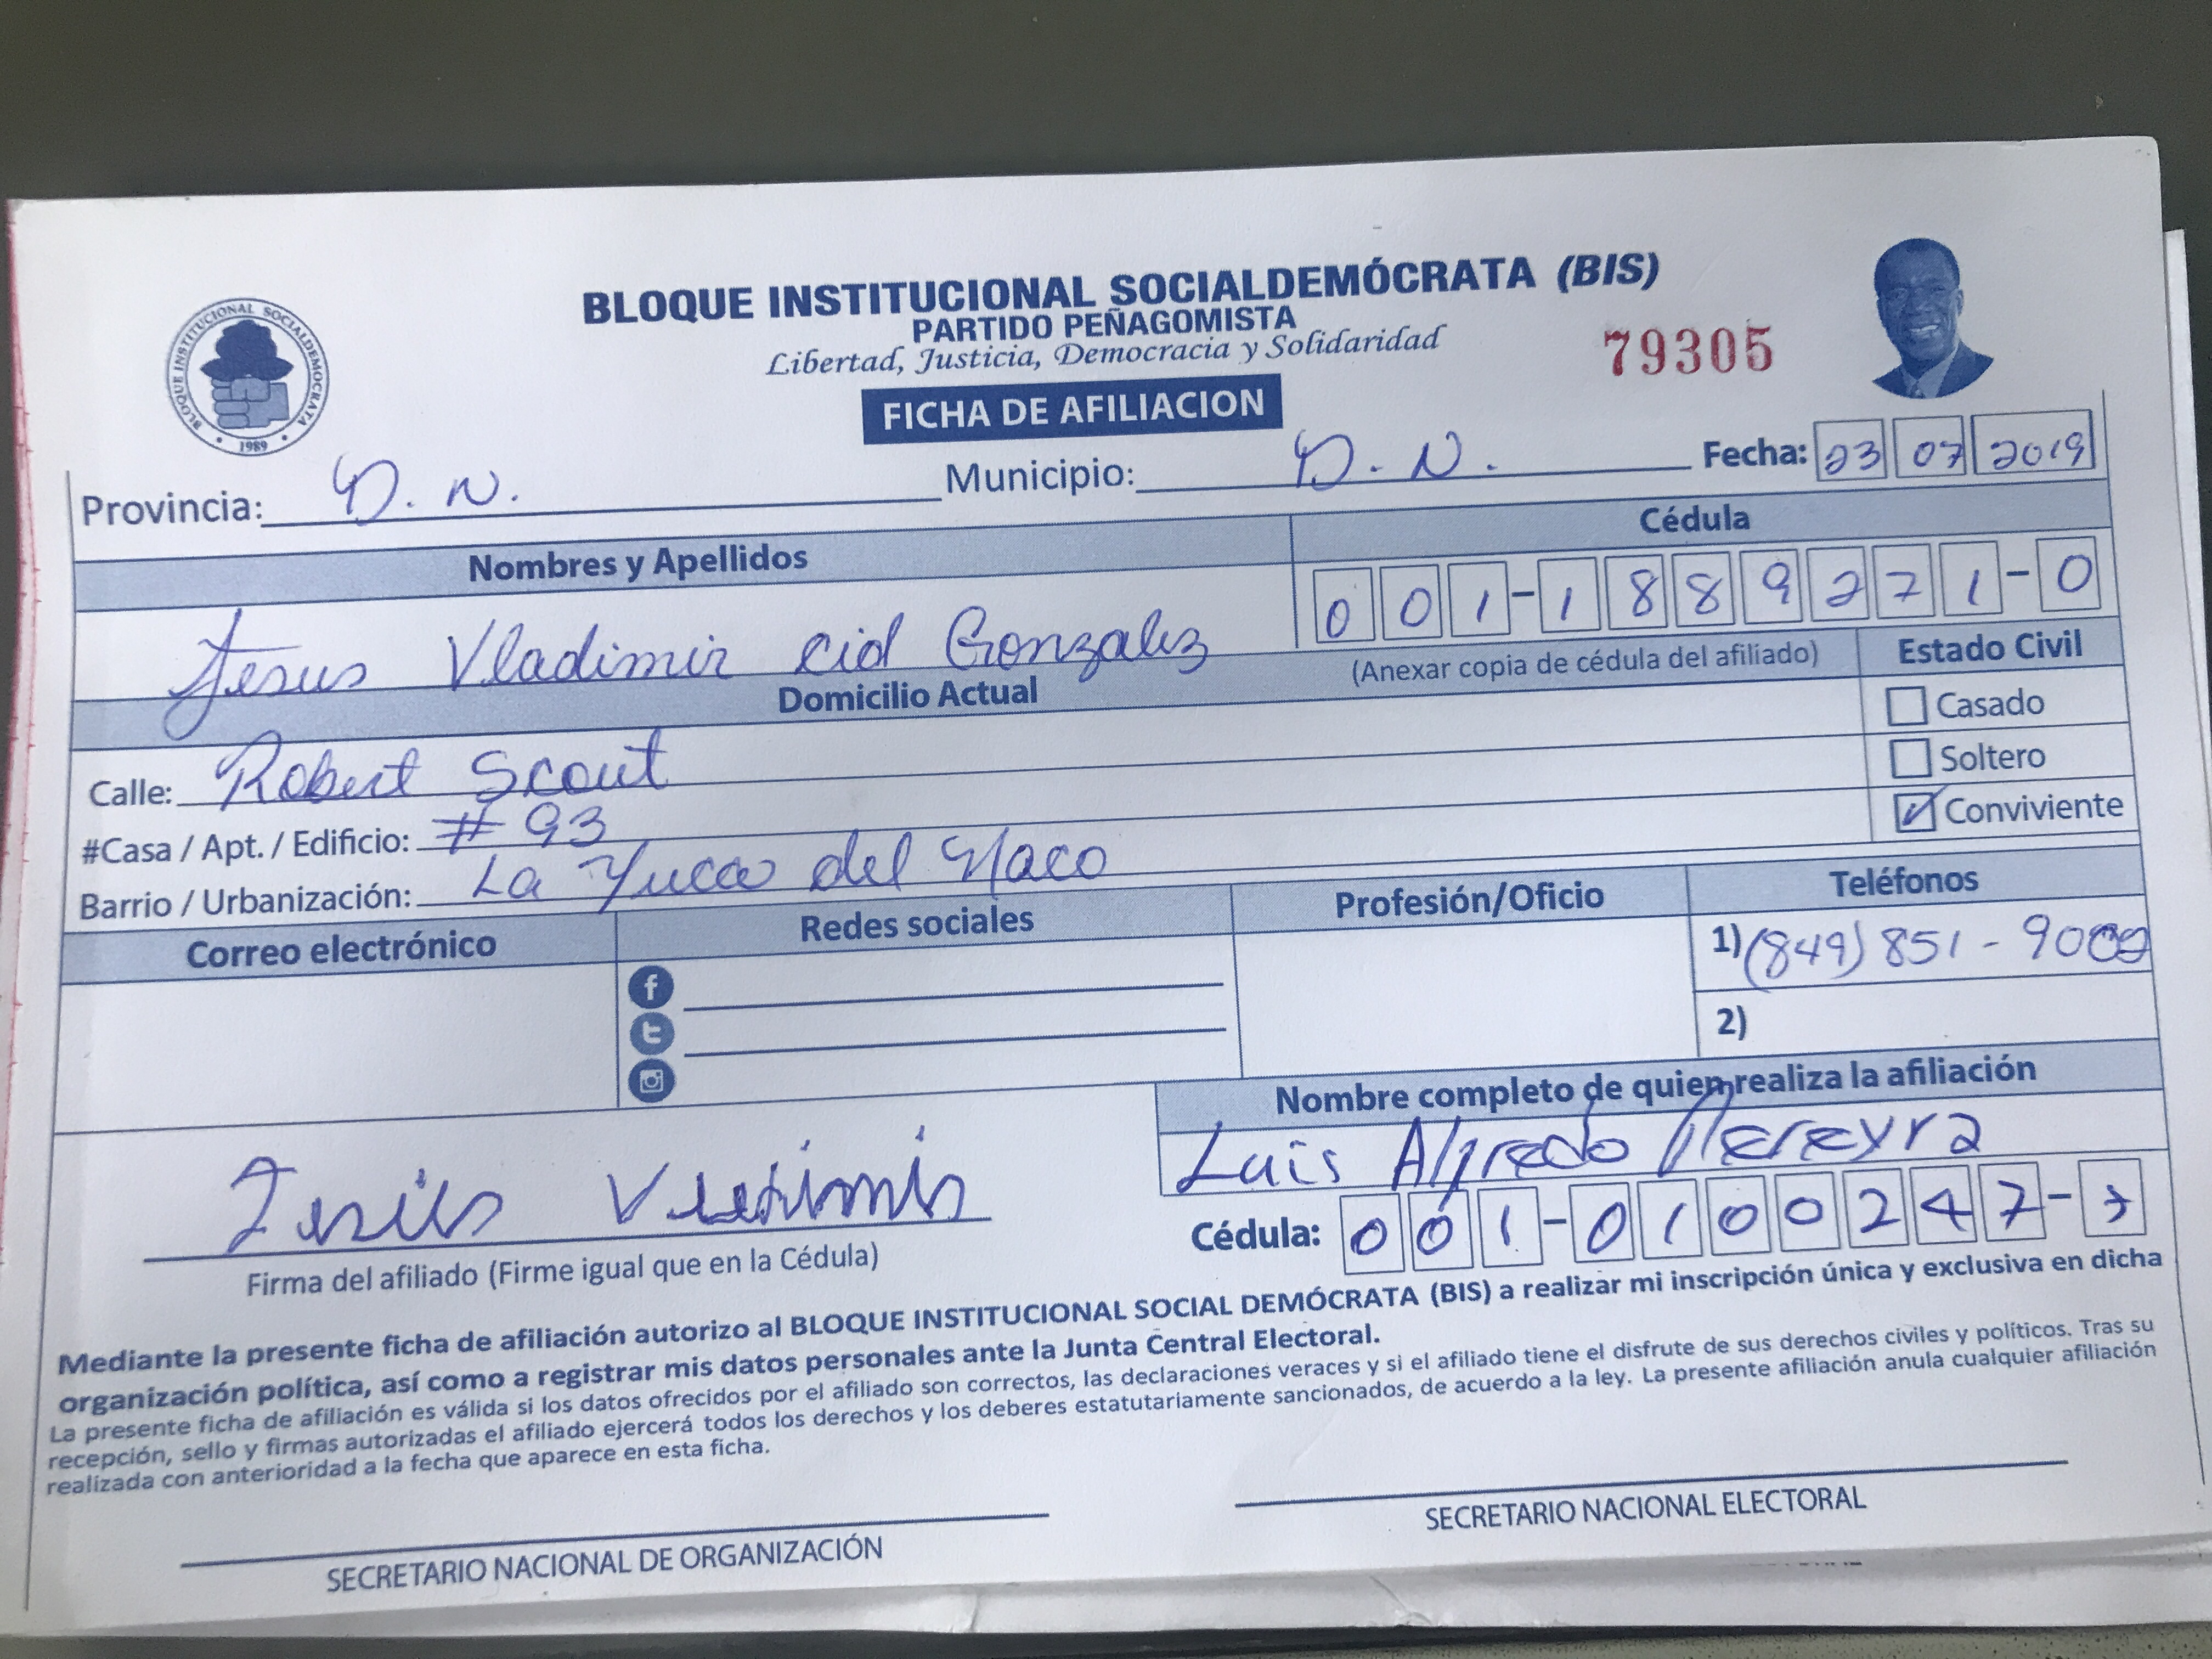 BLOQUE INSTITUCIONAL SOCIALDEMÓCRATA (BIS)
PARTIDO PEÑAGOMISTA
Libertad, Justicia, Democracia y Solidaridad
79305
BLOQUE INSTITUCIONAL SOCIALDEMOCRATA
1989
FICHA DE AFILIACION
Provincia: D. N. Municipio: D. N. Fecha: 23 07 2019
Nombres y Apellidos Cédula
Jesus Vladimir cid Gonzalez 001-1889271-0
(Anexar copia de cédula del afiliado) Estado Civil
Domicilio Actual
Casado
Calle: Robert Scout
Soltero
#Casa / Apt. / Edificio: # 93
Conviviente
Barrio / Urbanización: La Yuca del Naco
Correo electrónico Redes sociales Profesión/Oficio Teléfonos
1) (849) 851 - 90
2)
Nombre completo de quien realiza la afiliación
Luis Alfredo Pereyra
Jesús
Cédula: 001-0100247-
Firma del afiliado (Firme igual que en la Cédula)
Mediante la presente ficha de afiliación autorizo al BLOQUE INSTITUCIONAL SOCIAL DEMÓCRATA (BIS) a realizar mi inscripción única y exclusiva en dicha
organización política, así como a registrar mis datos personales ante la Junta Central Electoral.
La presente ficha de afiliación es válida si los datos ofrecidos por el afiliado son correctos, las declaraciones veraces y si el afiliado tiene el disfrute de sus derechos civiles y políticos. Tras su
recepción, sello y firmas autorizadas el afiliado ejercerá todos los derechos y los deberes estatutariamente sancionados, de acuerdo a la ley. La presente afiliación anula cualquier afiliación
realizada con anterioridad a la fecha que aparece en esta ficha.
SECRETARIO NACIONAL DE ORGANIZACIÓN SECRETARIO NACIONAL ELECTORAL